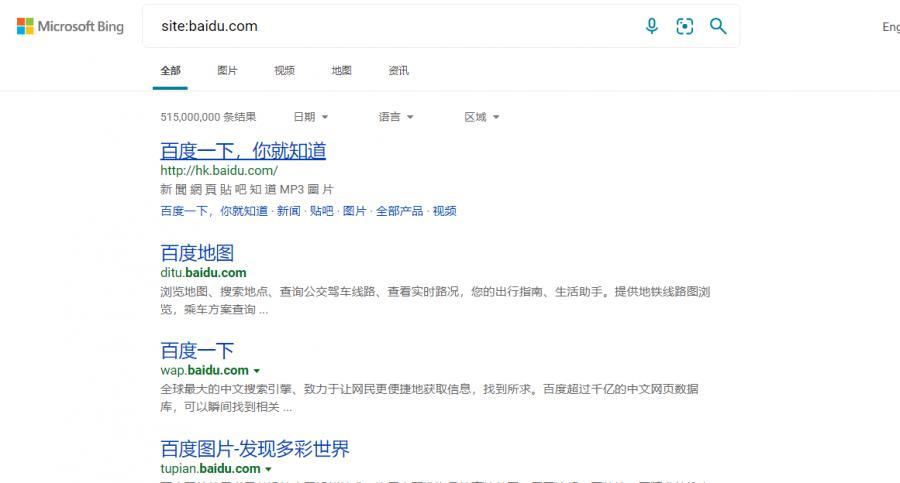 Microsoft Bing
site:baidu.com
Eng
全部 图片 视频 地图 资讯
515,000,000 条结果 日期 语言 区域
百度一下，你就知道
http://hk.baidu.com/
新 聞 網 頁 貼 吧 知 道 MP3 圖 片
百度一下，你就知道 · 新闻 · 贴吧 · 图片 · 全部产品 · 视频
百度地图
ditu.baidu.com
浏览地图、搜索地点、查询公交驾车线路、查看实时路况，您的出行指南、生活助手。提供地铁线路图浏
览，乘车方案查询 ...
百度一下
wap.baidu.com
全球最大的中文搜索引擎、致力于让网民更便捷地获取信息，找到所求。百度超过千亿的中文网页数据
库，可以瞬间找到相关 ...
百度图片-发现多彩世界
tupian.baidu.com